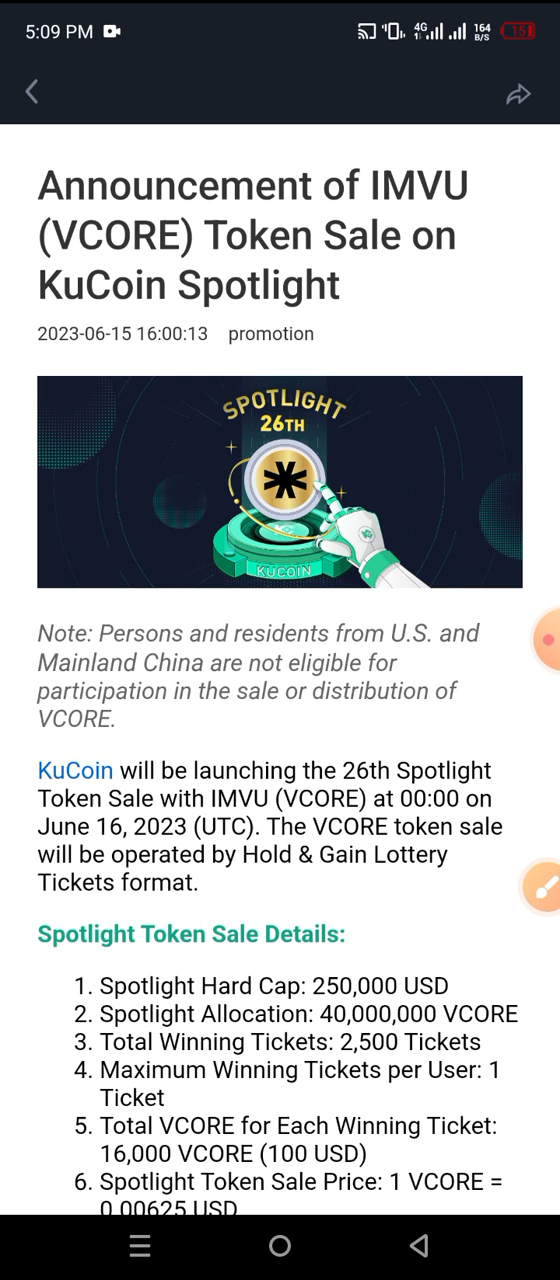 5:09 PM
4G
164
B/S
15
Announcement of IMVU
(VCORE) Token Sale on
KuCoin Spotlight
2023-06-15 16:00:13 promotion
SPOTLIGHT
26TH
KUCOIN
Note: Persons and residents from U.S. and
Mainland China are not eligible for
participation in the sale or distribution of
VCORE.
KuCoin will be launching the 26th Spotlight
Token Sale with IMVU (VCORE) at 00:00 on
June 16, 2023 (UTC). The VCORE token sale
will be operated by Hold & Gain Lottery
Tickets format.
Spotlight Token Sale Details:
1. Spotlight Hard Cap: 250,000 USD
2. Spotlight Allocation: 40,000,000 VCORE
3. Total Winning Tickets: 2,500 Tickets
4. Maximum Winning Tickets per User: 1
Ticket
5. Total VCORE for Each Winning Ticket:
16,000 VCORE (100 USD)
6. Spotlight Token Sale Price: 1 VCORE =
0.00625 USD